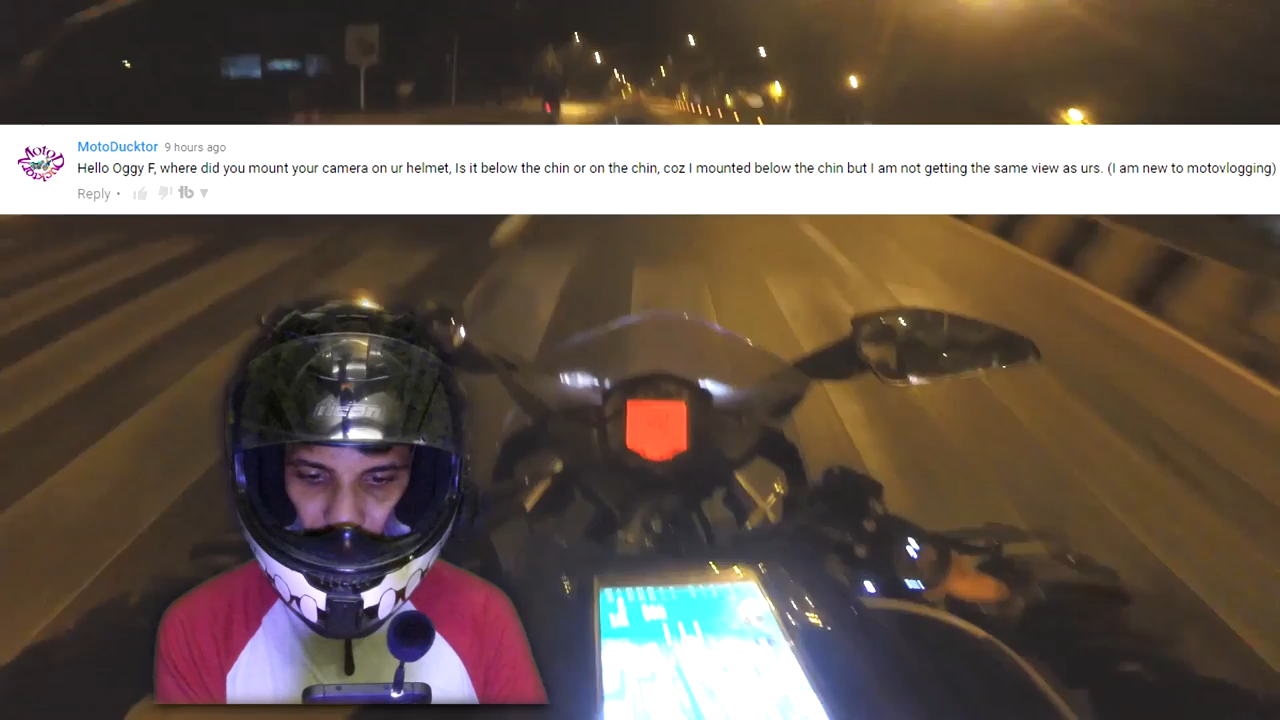 MotoDucktor 9 hours ago
Hello Oggy F, where did you mount your camera on ur helmet, Is it below the chin or on the chin, coz I mounted below the chin but I am not getting the same view as urs. (I am new to motovlogging)
Reply •